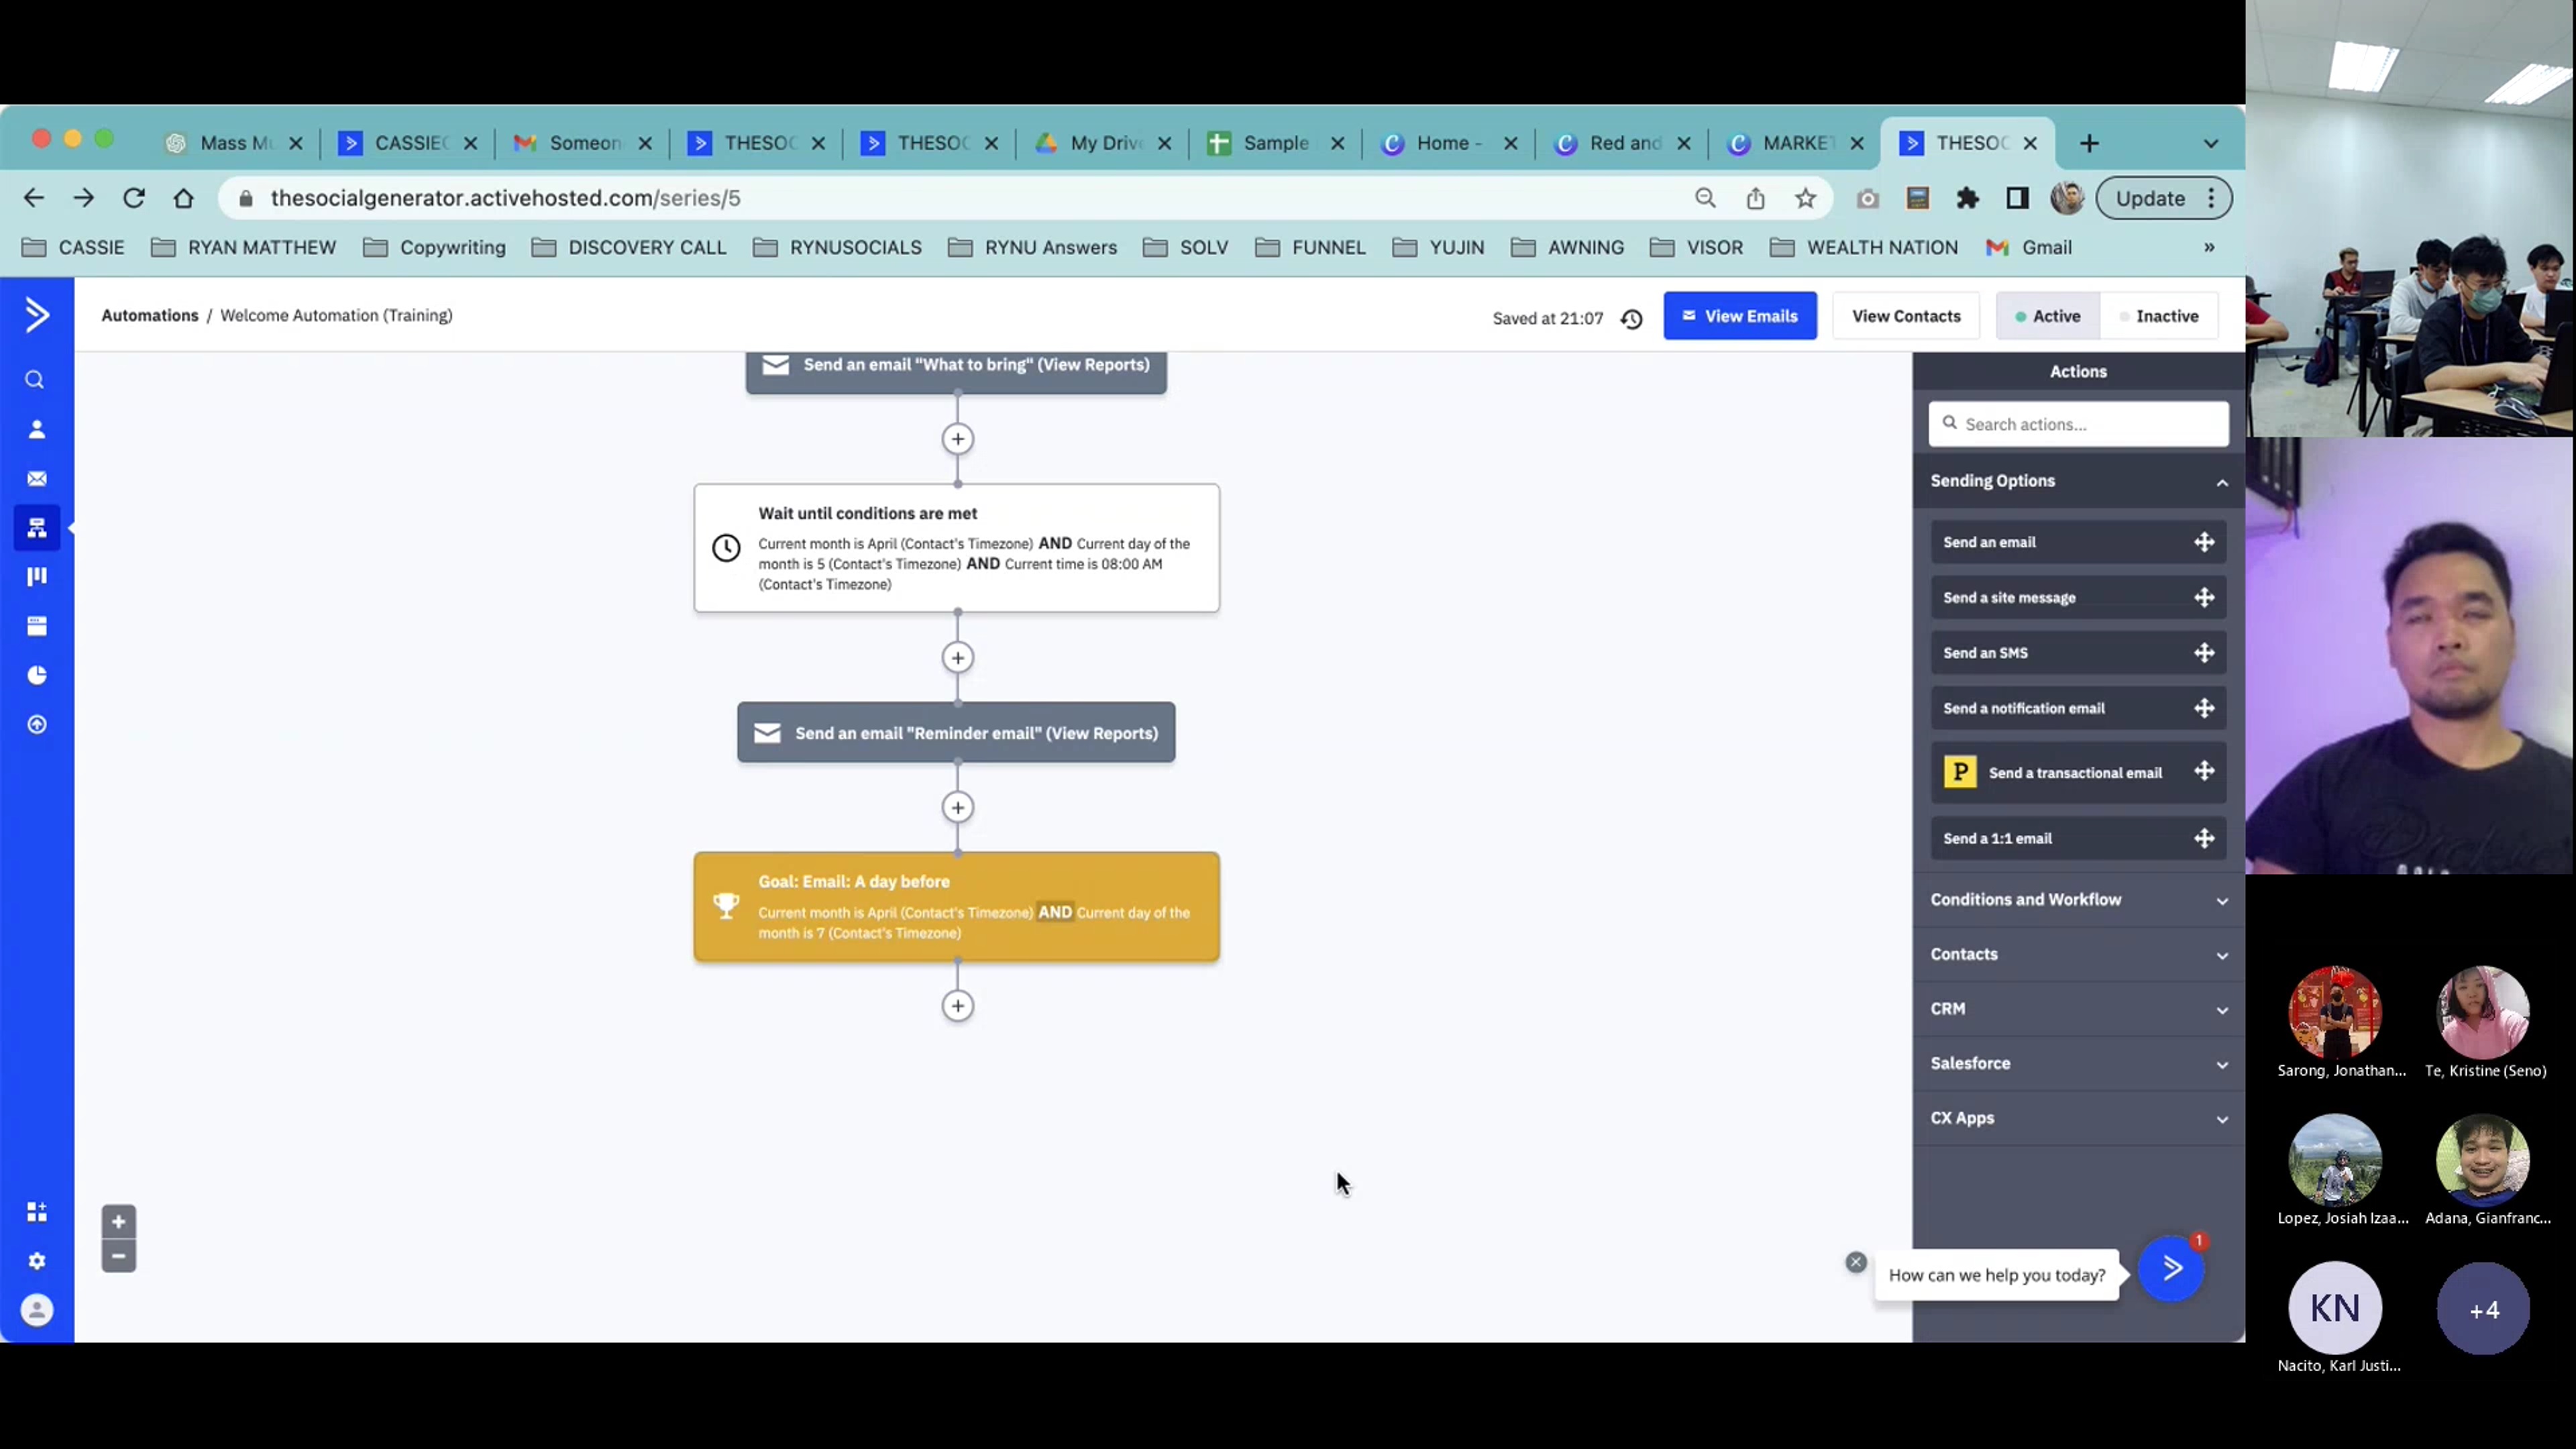 Mass Mu
CASSIEC
Someon
THESOC
THESOC
My Drive
Sample
Home -
Red and
MARKET
THESOC
thesocialgenerator.activehosted.com/series/5
Update
CASSIE
RYAN MATTHEW
Copywriting
DISCOVERY CALL
RYNUSOCIALS
RYNU Answers
SOLV
FUNNEL
YUJIN
AWNING
VISOR
WEALTH NATION
Gmail
»
Automations / Welcome Automation (Training)
Saved at 21:07
View Emails
View Contacts
Active
Inactive
Send an email "What to bring" (View Reports)
Wait until conditions are met
Current month is April (Contact's Timezone) AND Current day of the
month is 5 (Contact's Timezone) AND Current time is 08:00 AM
(Contact's Timezone)
Send an email "Reminder email" (View Reports)
Goal: Email: A day before
Current month is April (Contact's Timezone) AND Current day of the
month is 7 (Contact's Timezone)
Actions
Search actions...
Sending Options
Send an email
Send a site message
Send an SMS
Send a notification email
P Send a transactional email
Send a 1:1 email
Conditions and Workflow
Contacts
CRM
Salesforce
CX Apps
How can we help you today?
1
Sarong, Jonathan...
Te, Kristine (Seno)
Lopez, Josiah Izaa...
Adana, Gianfranc...
KN
+4
Nacito, Karl Justi...